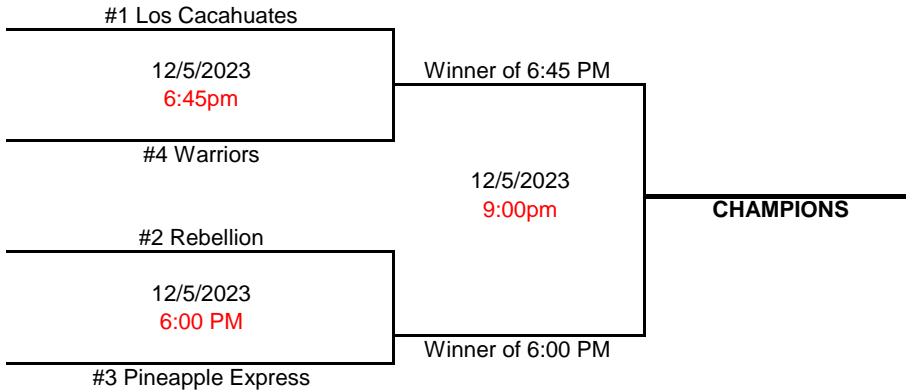 #1 Los Cacahuates
12/5/2023
6:45pm
#4 Warriors
Winner of 6:45 PM
12/5/2023
9:00pm
CHAMPIONS
#2 Rebellion
12/5/2023
6:00 PM
#3 Pineapple Express
Winner of 6:00 PM